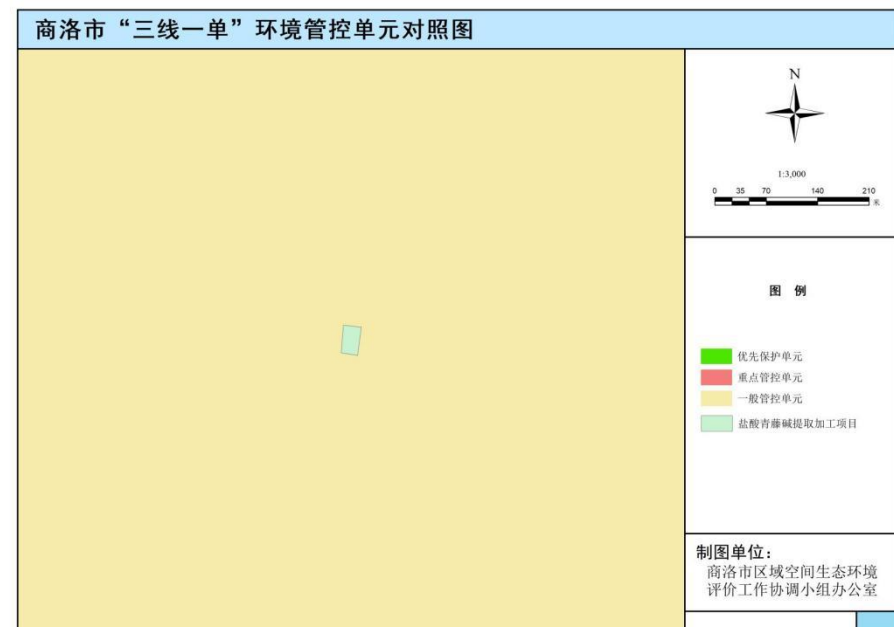 商洛市“三线一单”环境管控单元对照图
N
1:3,000
0 35 70 140 210
米
图 例
优先保护单元
重点管控单元
一般管控单元
盐酸青藤碱提取加工项目
制图单位：
商洛市区域空间生态环境
评价工作协调小组办公室